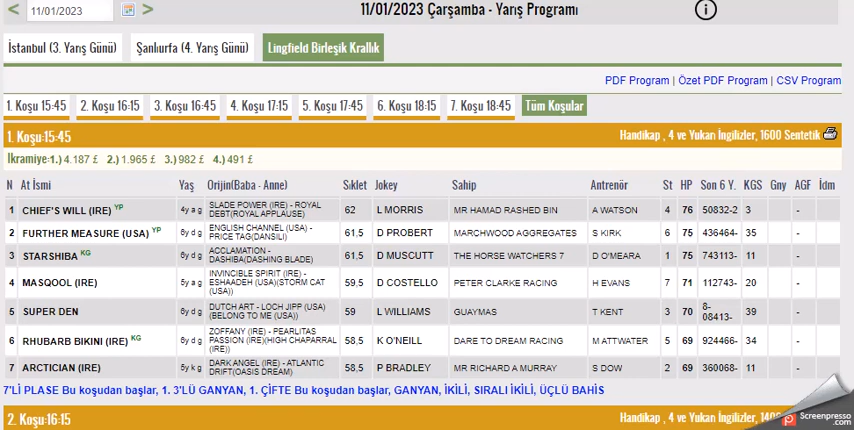 < 11/01/2023 > 11/01/2023 Çarşamba - Yarış Programı i
İstanbul (3. Yarış Günü) Şanlıurfa (4. Yarış Günü) Lingfield Birleşik Krallık
PDF Program | Özet PDF Program | CSV Program
1. Koşu 15:45 2. Koşu 16:15 3. Koşu 16:45 4. Koşu 17:15 5. Koşu 17:45 6. Koşu 18:15 7. Koşu 18:45 Tüm Koşular
1. Koşu:15:45 Handikap , 4 ve Yukarı İngilizler, 1600 Sentetik
İkramiye:1.) 4.187 £ 2.) 1.965 £ 3.) 982 £ 4.) 491 £
N At İsmi Yaş Orijin(Baba - Anne) Sıklet Jokey Sahip Antrenör St HP Son 6 Y. KGS Gny AGF İdm
1 CHIEF'S WILL (IRE) YP 4y a g SLADE POWER (IRE) - ROYAL DEBT(ROYAL APPLAUSE) 62 L MORRIS MR HAMAD RASHED BIN A WATSON 4 76 50832-2 3 -
2 FURTHER MEASURE (USA) YP 6y d g ENGLISH CHANNEL (USA) - PRICE TAG(DANSILI) 61,5 D PROBERT MARCHWOOD AGGREGATES S KIRK 6 75 436464- 35 -
3 STARSHIBA KG 6y d g ACCLAMATION - DASHIBA(DASHING BLADE) 61,5 D MUSCUTT THE HORSE WATCHERS 7 D O'MEARA 1 75 743113- 11 -
4 MASQOOL (IRE) 5y a g INVINCIBLE SPIRIT (IRE) - ESHAADEH (USA)(STORM CAT (USA)) 59,5 D COSTELLO PETER CLARKE RACING H EVANS 7 71 112743- 20 -
5 SUPER DEN 6y d g DUTCH ART - LOCH JIPP (USA) (BELONG TO ME (USA)) 59 L WILLIAMS GUAYMAS T KENT 3 70 8-08413- 39 -
6 RHUBARB BIKINI (IRE) KG 6y d g ZOFFANY (IRE) - PEARLITAS PASSION (IRE)(HIGH CHAPARRAL (IRE)) 58,5 K O'NEILL DARE TO DREAM RACING M ATTWATER 5 69 924466- 34 -
7 ARCTICIAN (IRE) 5y k g DARK ANGEL (IRE) - ATLANTIC DRIFT(OASIS DREAM) 58,5 P BRADLEY MR RICHARD A MURRAY S DOW 2 69 360068- 11 -
7'Lİ PLASE Bu koşudan başlar, 1. 3'LÜ GANYAN, 1. ÇİFTE Bu koşudan başlar, GANYAN, İKİLİ, SIRALI İKİLİ, ÜÇLÜ BAHİS
2. Koşu:16:15 Handikap , 4 ve Yukarı İngilizler,
Screenpresso
.com